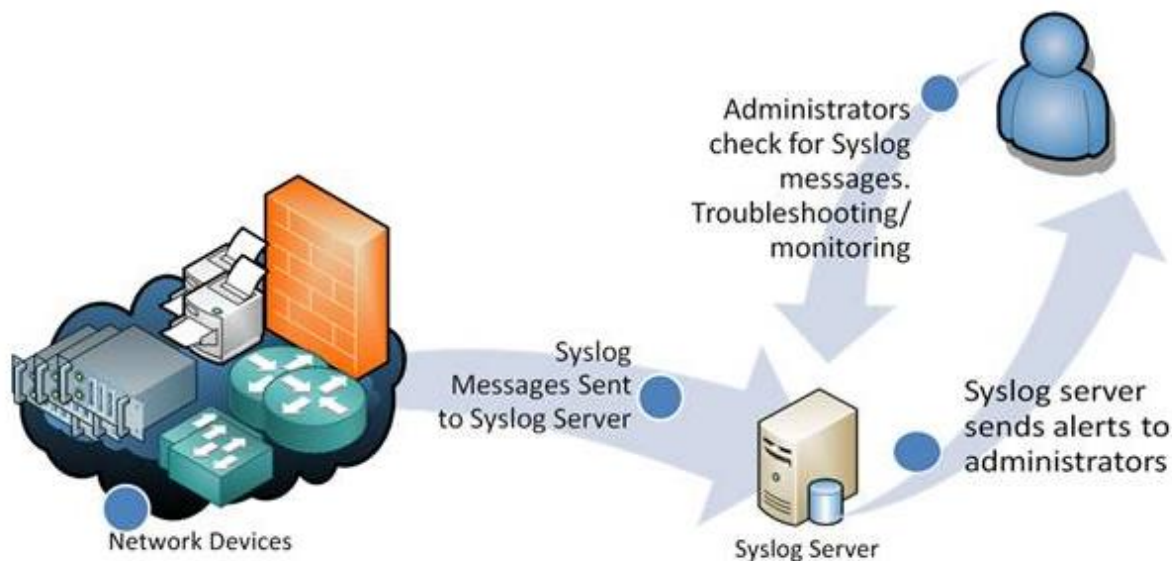 Administrators
check for Syslog
messages.
Troubleshooting/
monitoring
Syslog
Messages Sent
to Syslog Server
Syslog server
sends alerts to
administrators
Network Devices
Syslog Server